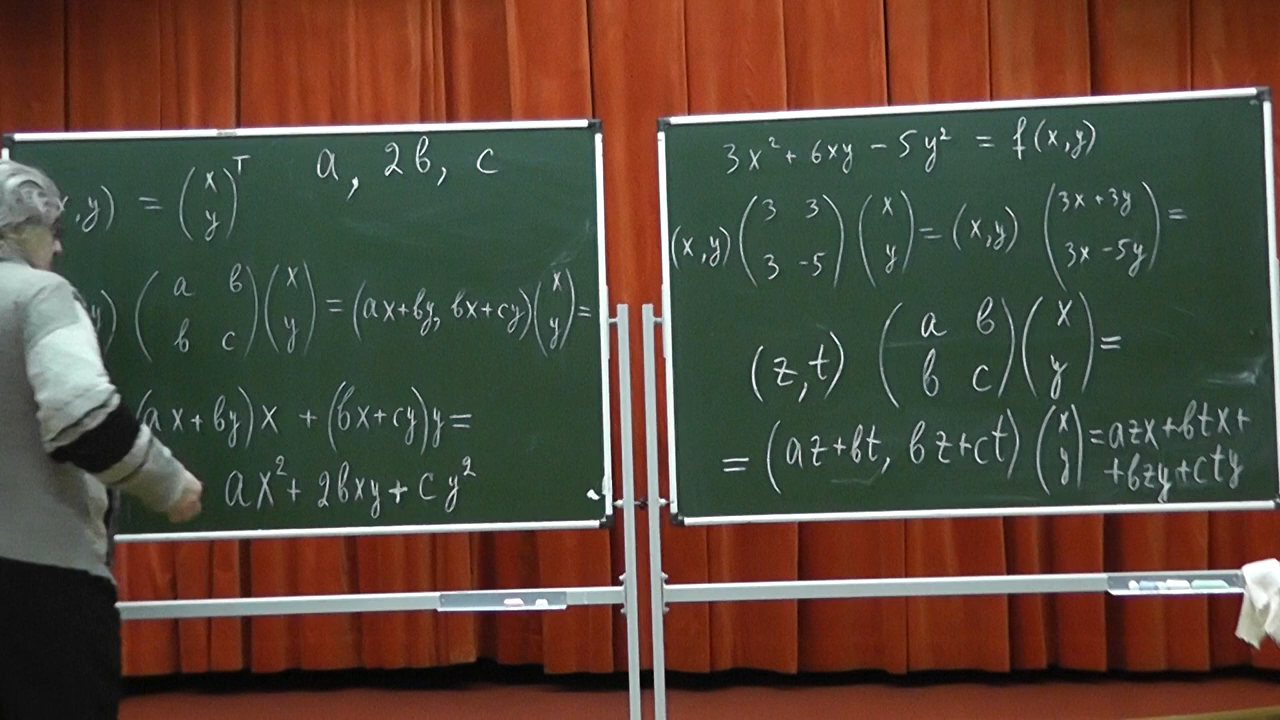 a, 2b, c
x,y) = (x y)^T
y) (a b b c)(x y) = (ax+by, bx+cy)(x y) =
(ax+by)x + (bx+cy)y =
ax² + 2bxy + cy²
3x² + 6xy - 5y² = f(x,y)
(x,y)(3 3 3 -5)(x y) = (x,y) (3x+3y 3x-5y) =
(z,t) (a b b c)(x y) =
= (az+bt, bz+ct)(x y) = azx+btx+
+bzy+cty